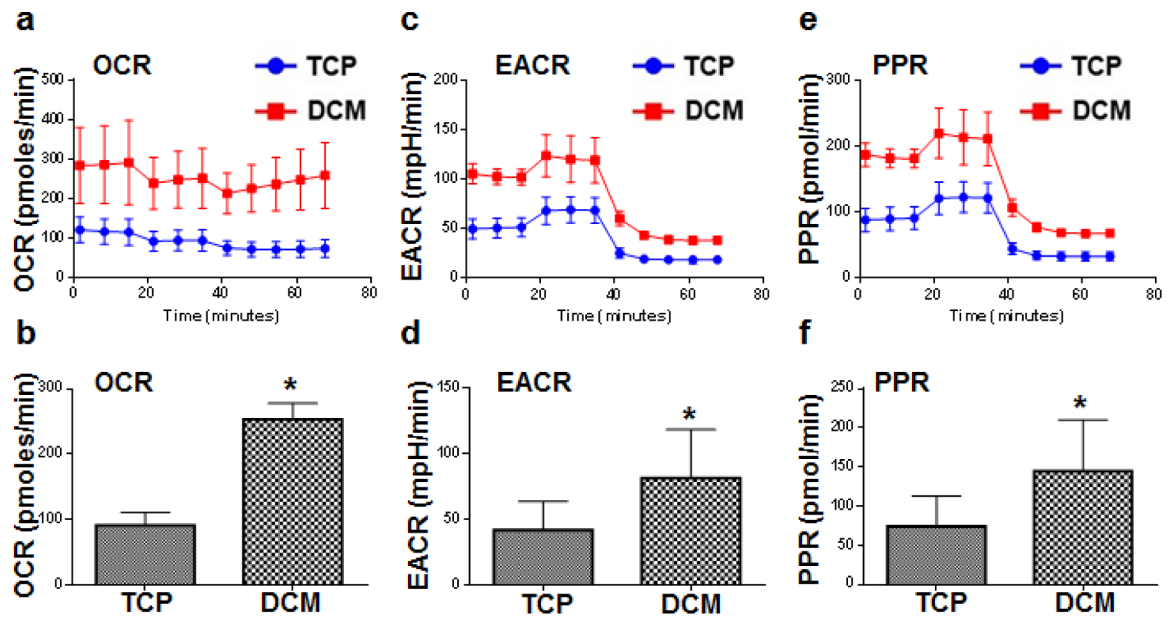 a
OCR
TCP
DCM
OCR (pmoles/min)
500
400
300
200
100
0
0 20 40 60 80
Time (minutes)
c
EACR
TCP
DCM
EACR (mpH/min)
200
150
100
50
0
0 20 40 60 80
Time (minutes)
e
PPR
TCP
DCM
PPR (pmol/min)
300
200
100
0
0 20 40 60 80
Time (minutes)
b
OCR
OCR (pmoles/min)
300
200
100
0
*
TCP DCM
d
EACR
EACR (mpH/min)
150
100
50
0
*
TCP DCM
f
PPR
PPR (pmol/min)
250
200
150
100
50
0
*
TCP DCM